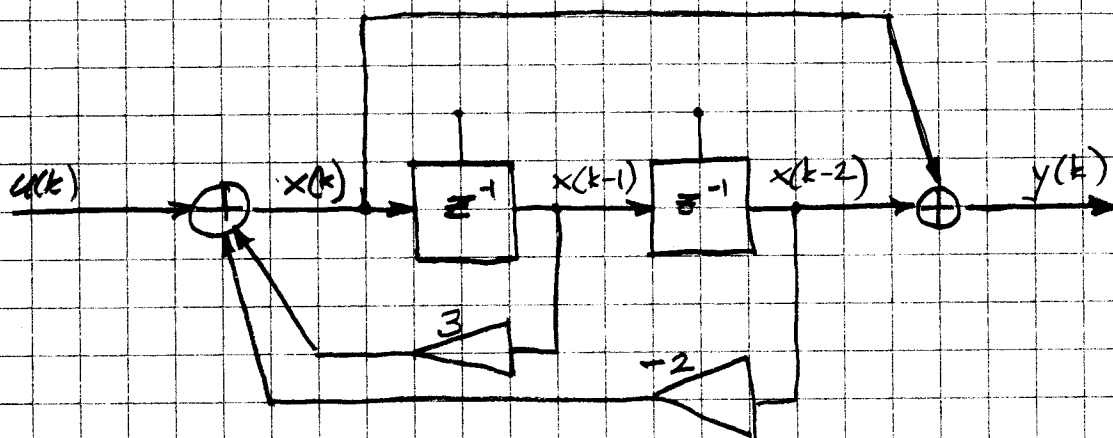 u(k)
x(k)
z⁻¹
x(k-1)
z⁻¹
x(k-2)
y(k)
3
-2